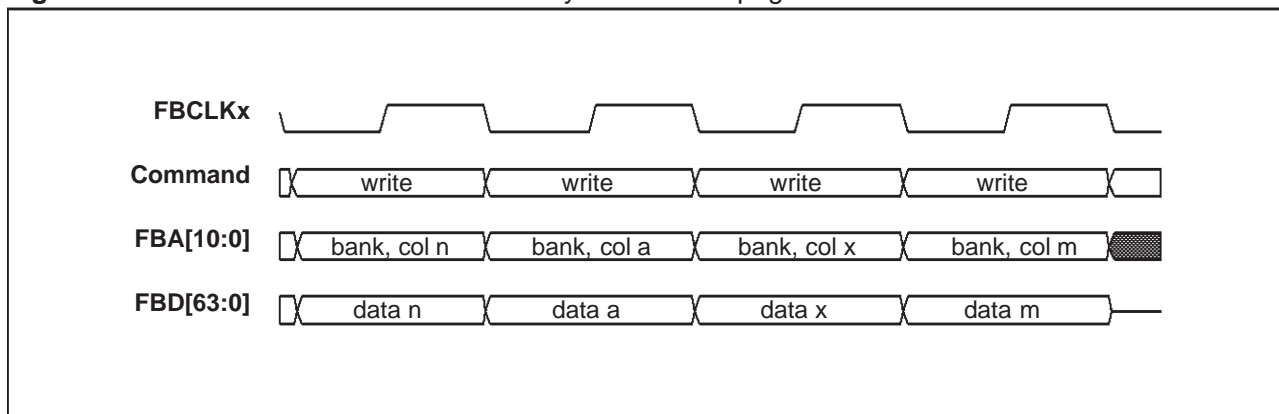 FBCLKx
Command write write write write
FBA[10:0] bank, col n bank, col a bank, col x bank, col m
FBD[63:0] data n data a data x data m